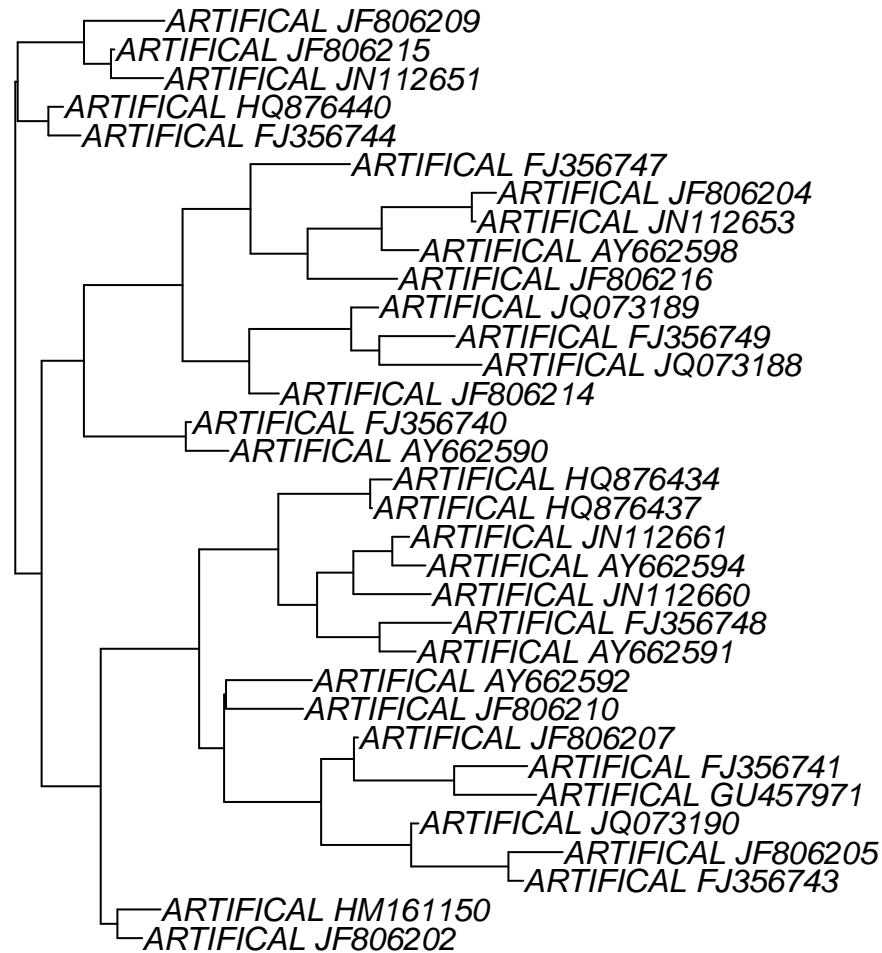 ARTIFICAL JF806209
ARTIFICAL JF806215
ARTIFICAL JN112651
ARTIFICAL HQ876440
ARTIFICAL FJ356744
ARTIFICAL FJ356747
ARTIFICAL JF806204
ARTIFICAL JN112653
ARTIFICAL AY662598
ARTIFICAL JF806216
ARTIFICAL JQ073189
ARTIFICAL FJ356749
ARTIFICAL JQ073188
ARTIFICAL JF806214
ARTIFICAL FJ356740
ARTIFICAL AY662590
ARTIFICAL HQ876434
ARTIFICAL HQ876437
ARTIFICAL JN112661
ARTIFICAL AY662594
ARTIFICAL JN112660
ARTIFICAL FJ356748
ARTIFICAL AY662591
ARTIFICAL AY662592
ARTIFICAL JF806210
ARTIFICAL JF806207
ARTIFICAL FJ356741
ARTIFICAL GU457971
ARTIFICAL JQ073190
ARTIFICAL JF806205
ARTIFICAL FJ356743
ARTIFICAL HM161150
ARTIFICAL JF806202